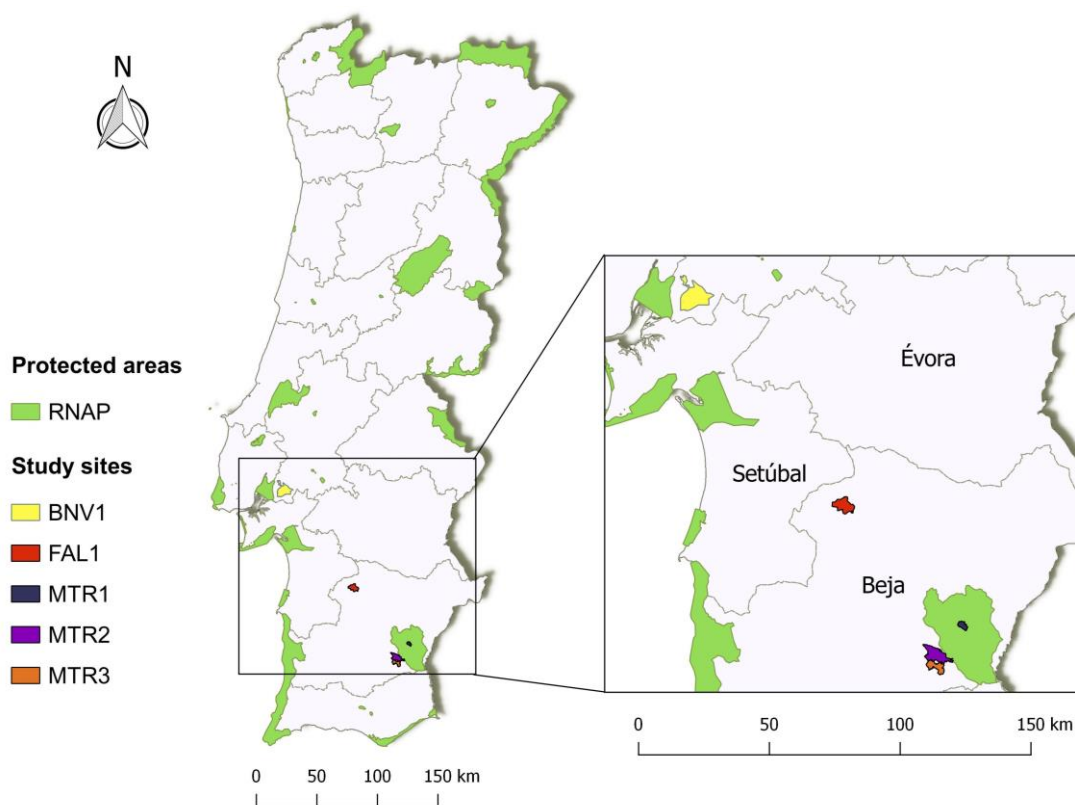 N
Protected areas
RNAP
Study sites
BNV1
FAL1
MTR1
MTR2
MTR3
Évora
Setúbal
Beja
0 50 100 150 km
0 50 100 150 km